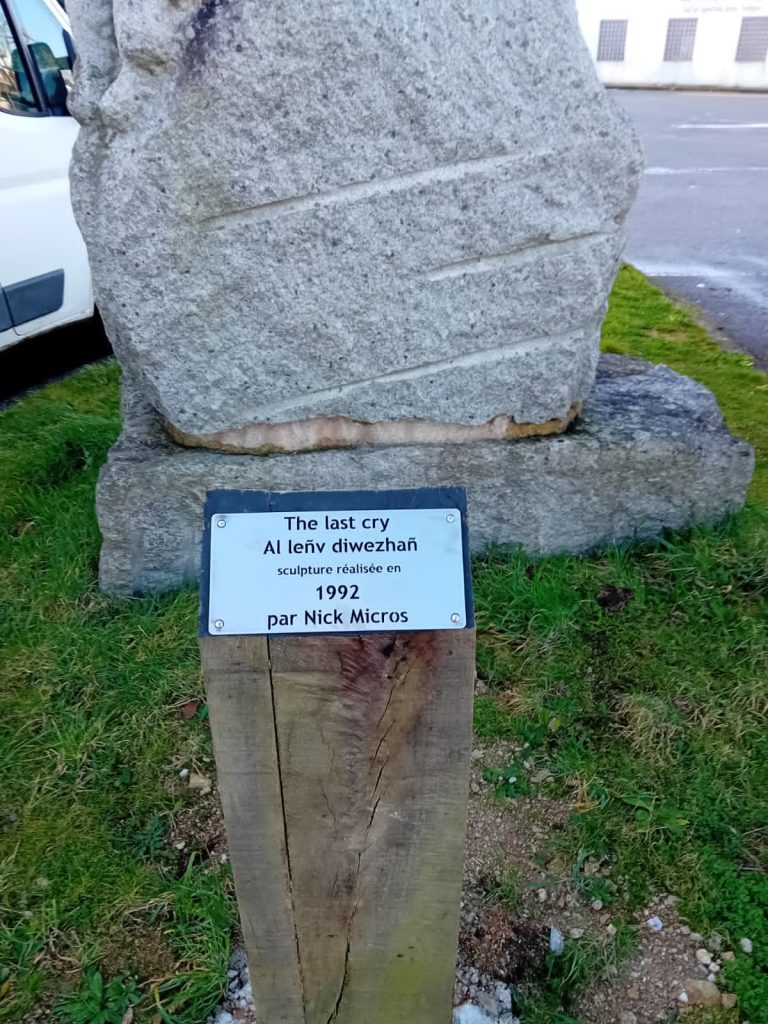 The last cry
Al leñv diwezhañ
sculpture réalisée en
1992
par Nick Micros